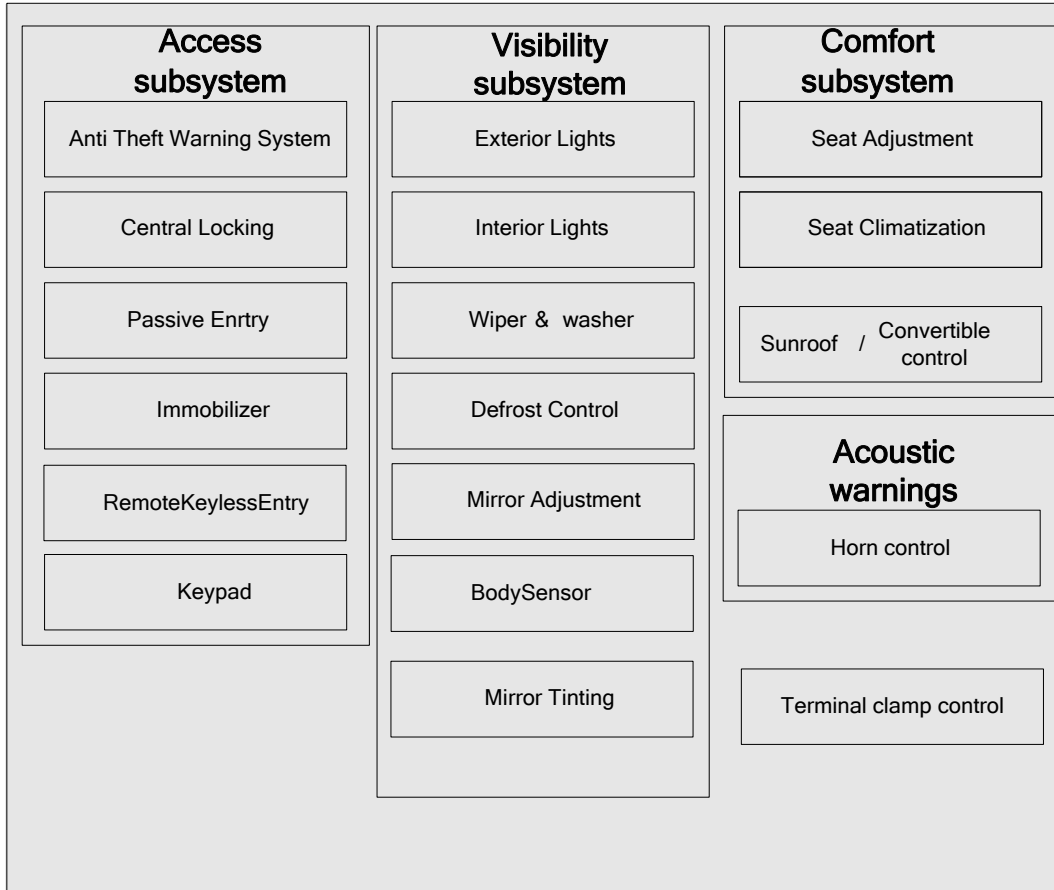 Access
subsystem
Anti Theft Warning System
Central Locking
Passive Enrtry
Immobilizer
RemoteKeylessEntry
Keypad
Visibility
subsystem
Exterior Lights
Interior Lights
Wiper & washer
Defrost Control
Mirror Adjustment
BodySensor
Mirror Tinting
Comfort
subsystem
Seat Adjustment
Seat Climatization
Sunroof / Convertible
control
Acoustic
warnings
Horn control
Terminal clamp control